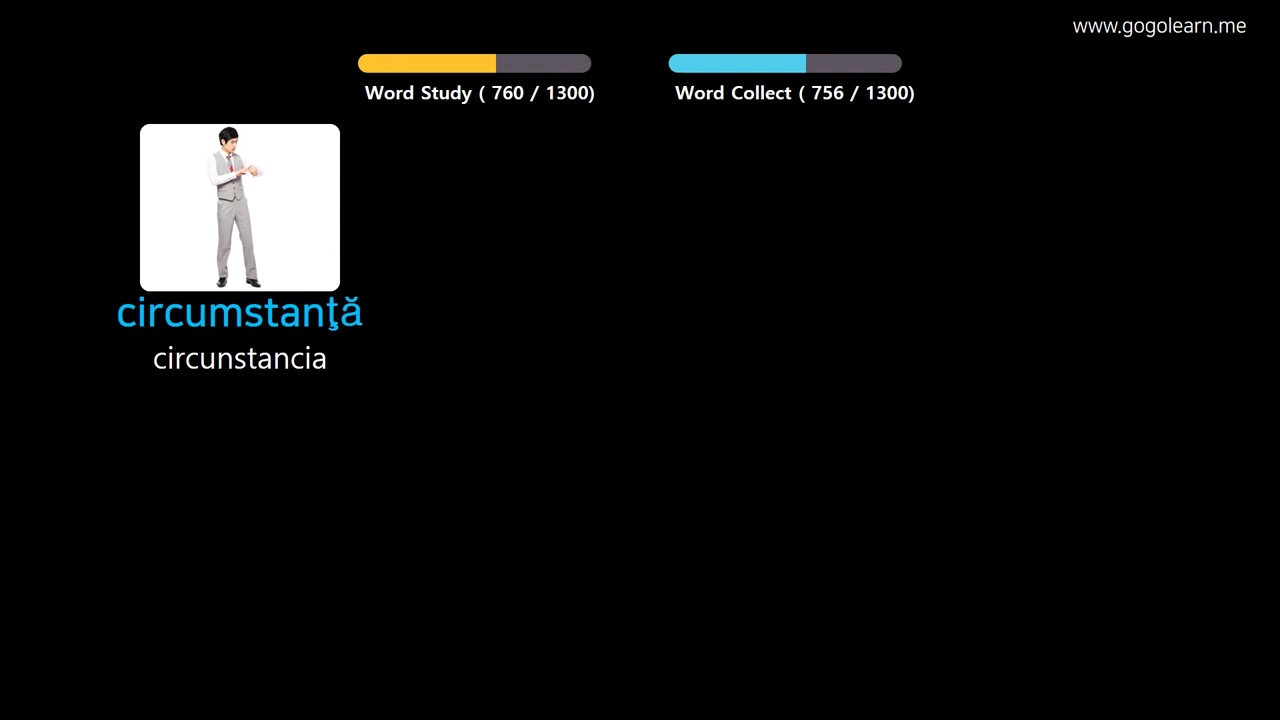 www.gogolearn.me
Word Study ( 760 / 1300)
Word Collect ( 756 / 1300)
circumstanţă
circunstancia